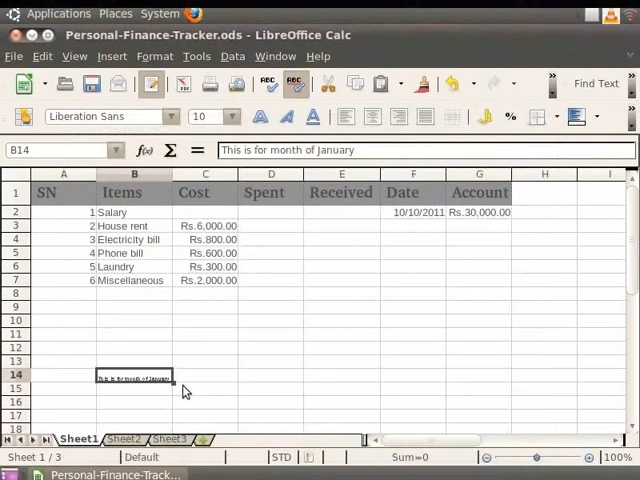 Applications Places System
Personal-Finance-Tracker.ods - LibreOffice Calc
File Edit View Insert Format Tools Data Window Help
ABC ABC » » Find Text
Liberation Sans 10 A A A % » »
B14 f(x) Σ = This is for month of January
A B C D E F G H I
1 SN Items Cost Spent Received Date Account
2 1 Salary 10/10/2011 Rs.30,000.00
3 2 House rent Rs.6,000.00
4 3 Electricity bill Rs.800.00
5 4 Phone bill Rs.600.00
6 5 Laundry Rs.300.00
7 6 Miscellaneous Rs.2,000.00
8
9
10
11
12
13
14 This is for month of January
15
16
17
18
Sheet1 Sheet2 Sheet3
Sheet 1 / 3 Default STD Sum=0 100%
Personal-Finance-Track...